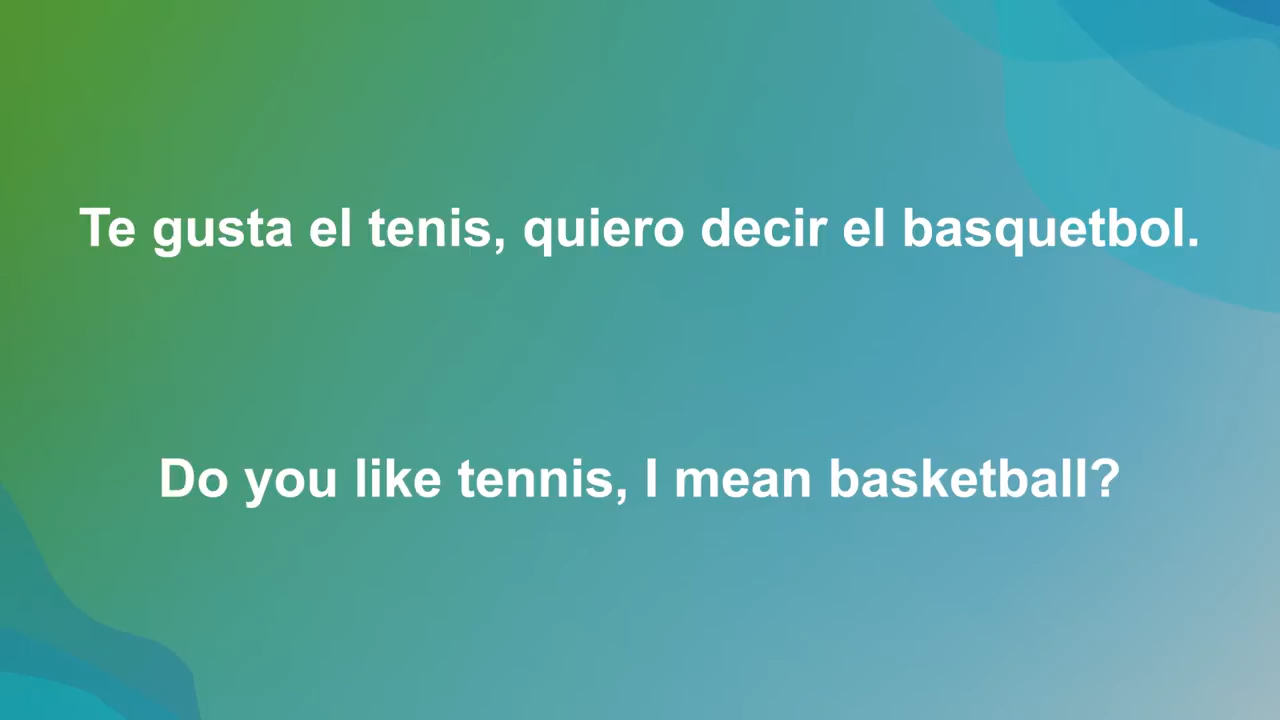 Te gusta el tenis, quiero decir el basquetbol.
Do you like tennis, I mean basketball?